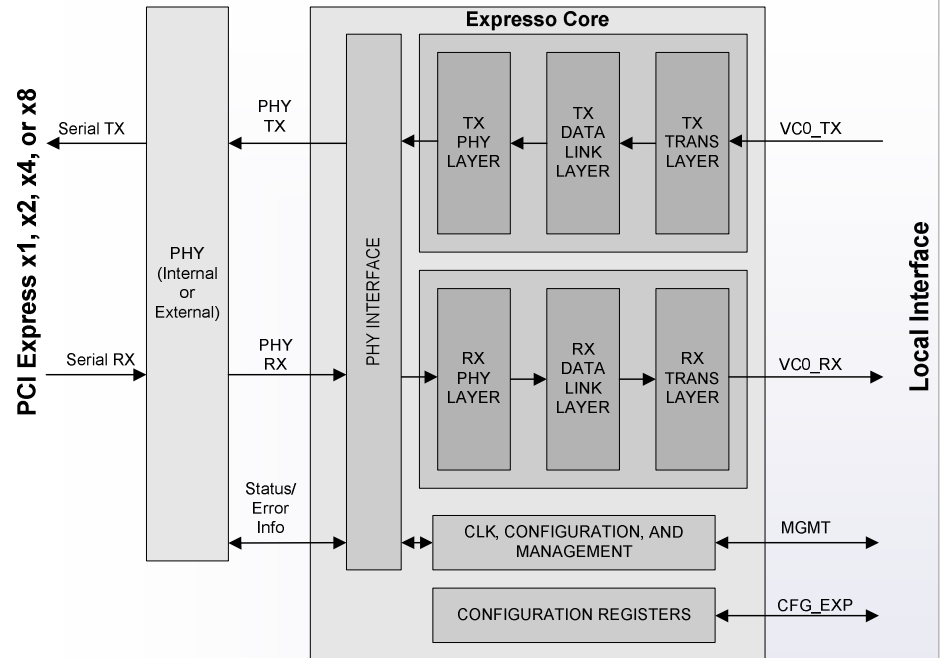 Expresso Core
PCI Express x1, x2, x4, or x8
Serial TX
PHY
TX
TX
PHY
LAYER
TX
DATA
LINK
LAYER
TX
TRANS
LAYER
VC0_TX
PHY
(Internal
or
External)
PHY INTERFACE
Local Interface
Serial RX
PHY
RX
RX
PHY
LAYER
RX
DATA
LINK
LAYER
RX
TRANS
LAYER
VC0_RX
Status/
Error
Info
CLK, CONFIGURATION, AND
MANAGEMENT
MGMT
CONFIGURATION REGISTERS
CFG_EXP